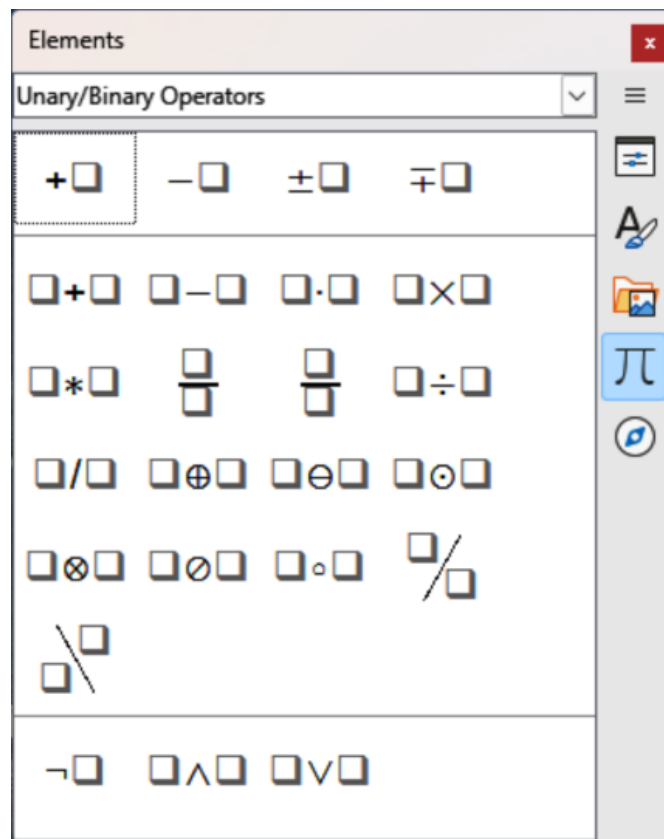 Elements
Unary/Binary Operators
+❏ −❏ ±❏ ∓❏
❏+❏ ❏−❏ ❏·❏ ❏×❏
❏∗❏ ❏/❏ ❏/❏ ❏÷❏
❏/❏ ❏⊕❏ ❏⊖❏ ❏⊙❏
❏⊗❏ ❏⊘❏ ❏∘❏ ❏∕❏
❏∖❏
¬❏ ❏∧❏ ❏∨❏